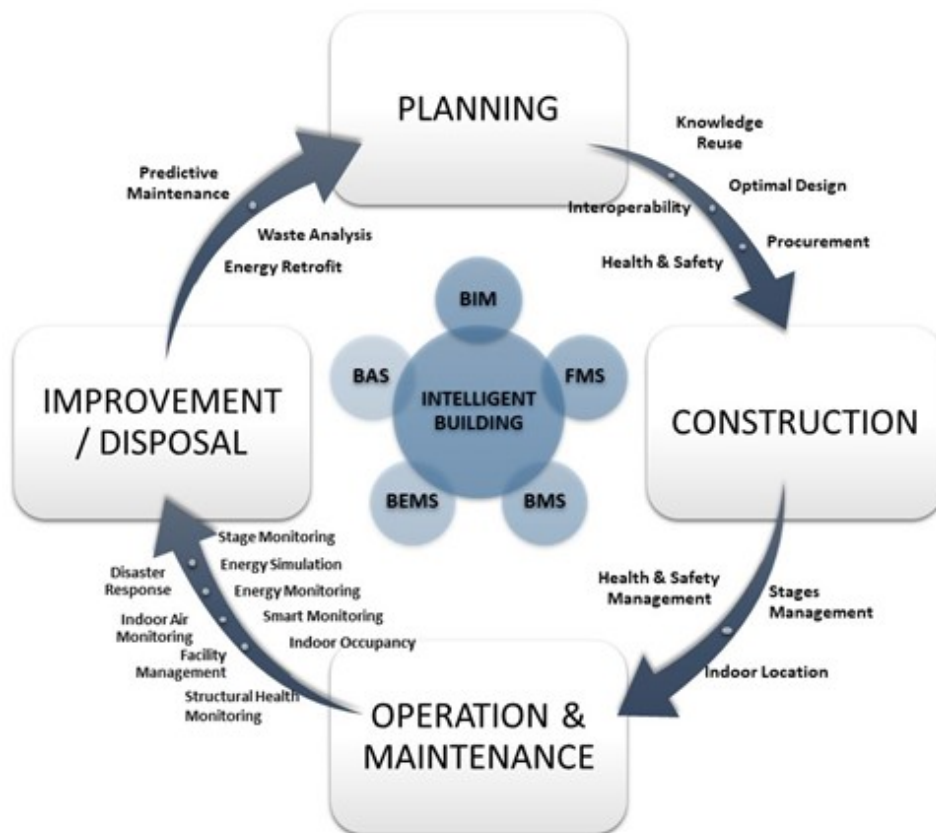 PLANNING
Knowledge
Reuse
Optimal Design
Interoperability
Procurement
Health & Safety
Predictive
Maintenance
Waste Analysis
Energy Retrofit
BIM
BAS
FMS
INTELLIGENT
BUILDING
BEMS
BMS
IMPROVEMENT
/ DISPOSAL
CONSTRUCTION
Stage Monitoring
Energy Simulation
Energy Monitoring
Smart Monitoring
Indoor Occupancy
Disaster
Response
Indoor Air
Monitoring
Facility
Management
Structural Health
Monitoring
Health & Safety
Management
Stages
Management
Indoor Location
OPERATION &
MAINTENANCE